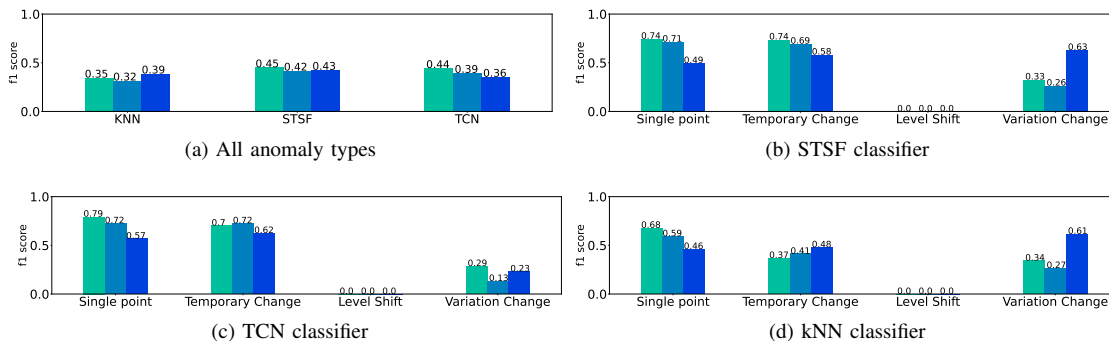 1.0
f1 score
0.5
0.0
0.35 0.32 0.39
0.45 0.42 0.43
0.44 0.39 0.36
KNN STSF TCN
(a) All anomaly types
1.0
f1 score
0.5
0.0
0.74 0.71 0.49
0.74 0.69 0.58
0.0 0.0 0.0
0.33 0.26 0.63
Single point Temporary Change Level Shift Variation Change
(b) STSF classifier
1.0
f1 score
0.5
0.0
0.79 0.72 0.57
0.7 0.72 0.62
0.0 0.0 0.0
0.29 0.13 0.23
Single point Temporary Change Level Shift Variation Change
(c) TCN classifier
1.0
f1 score
0.5
0.0
0.68 0.59 0.46
0.37 0.41 0.48
0.0 0.0 0.0
0.34 0.27 0.61
Single point Temporary Change Level Shift Variation Change
(d) kNN classifier